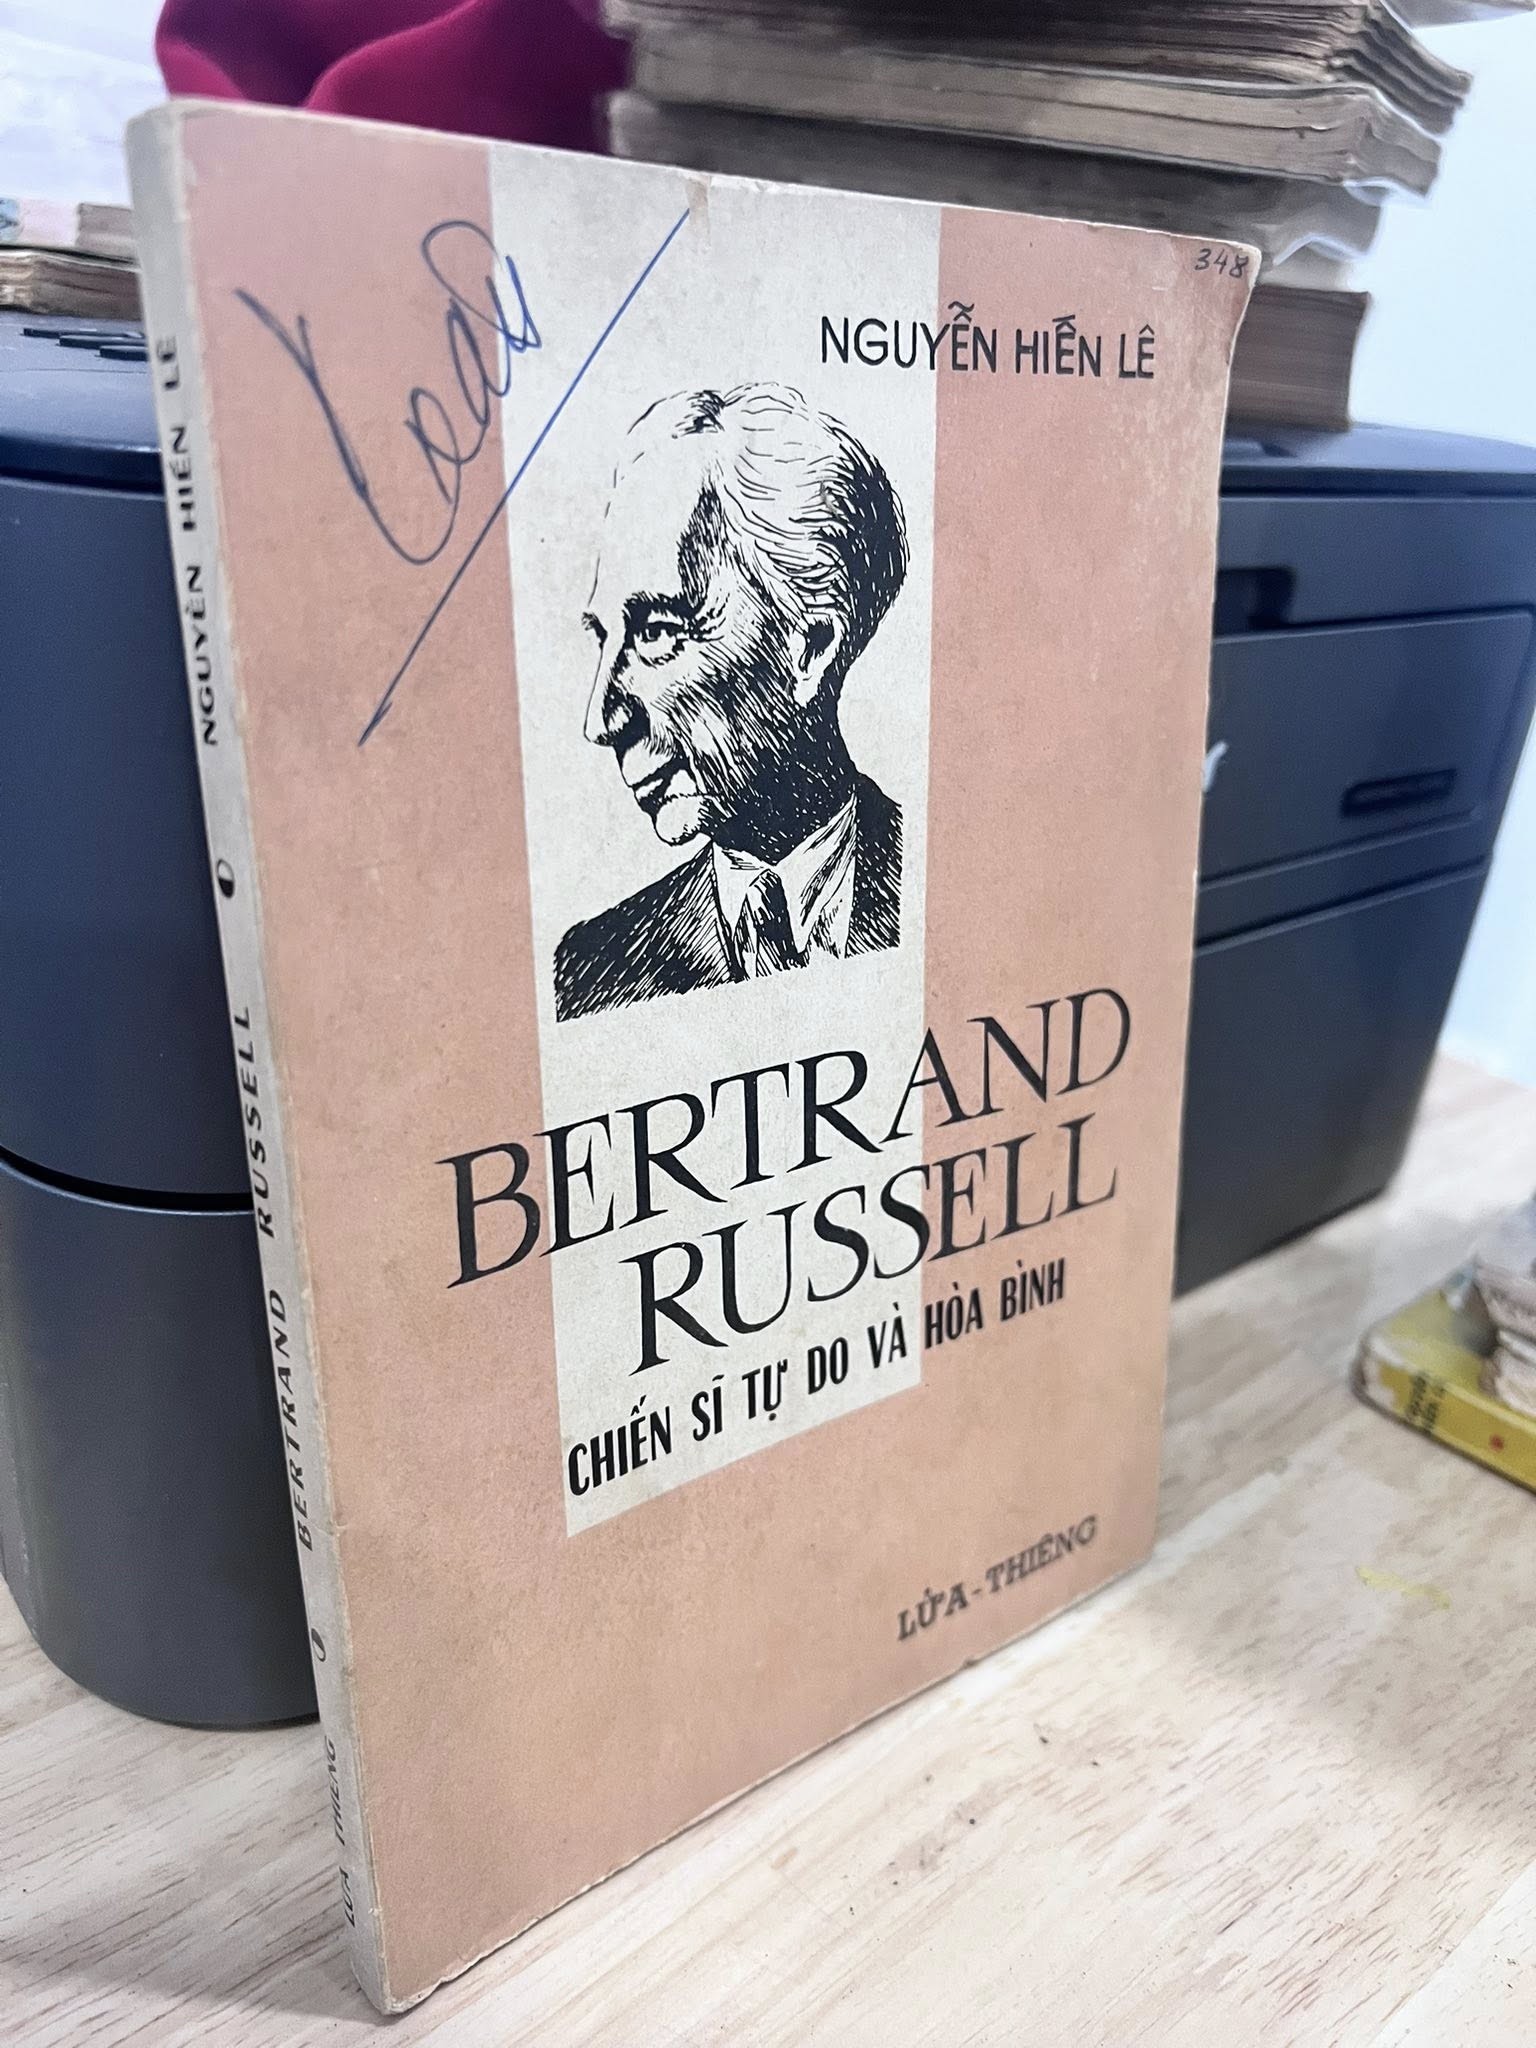 348
NGUYỄN HIẾN LÊ
BERTRAND
RUSSELL
CHIẾN SĨ TỰ DO VÀ HÒA BÌNH
LỬA-THIÊNG
NGUYỄN HIẾN LÊ BERTRAND RUSSELL LỬA THIÊNG